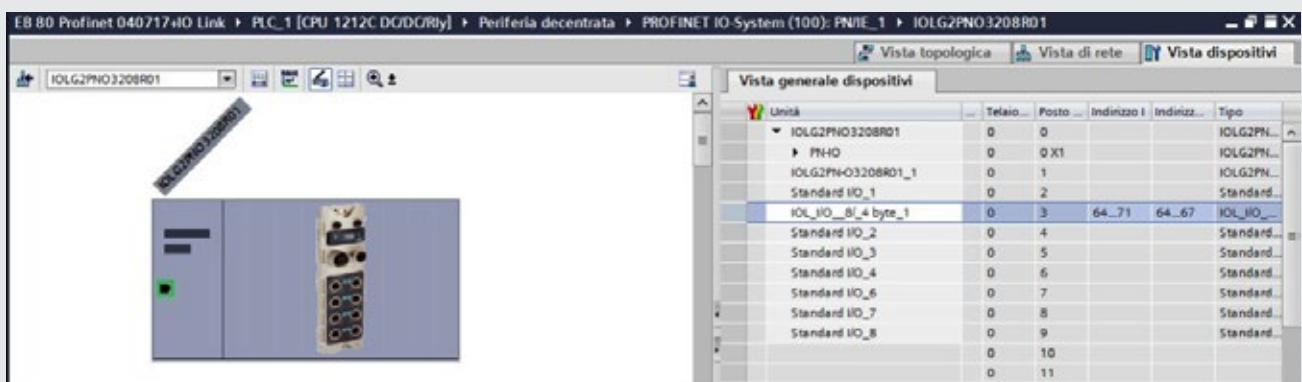 EB 80 Profinet 040717+IO Link ▸ PLC_1 [CPU 1212C DC/DC/Rly] ▸ Periferia decentrata ▸ PROFINET IO-System (100): PN/IE_1 ▸ IOLG2PNO3208R01
Vista topologica Vista di rete Vista dispositivi
IOLG2PNO3208R01
Vista generale dispositivi
IOLG2PNO3208R01
Unità ... Telaio... Posto ... Indirizzo I Indirizz... Tipo
IOLG2PNO3208R01 0 0 IOLG2PN...
PN-IO 0 0 X1 IOLG2PN...
IOLG2PN-O3208R01_1 0 1 IOLG2PN...
Standard I/O_1 0 2 Standard...
IOL_I/O__8/_4 byte_1 0 3 64...71 64...67 IOL_I/O_...
Standard I/O_2 0 4 Standard...
Standard I/O_3 0 5 Standard...
Standard I/O_4 0 6 Standard...
Standard I/O_6 0 7 Standard...
Standard I/O_7 0 8 Standard...
Standard I/O_8 0 9 Standard...
0 10
0 11